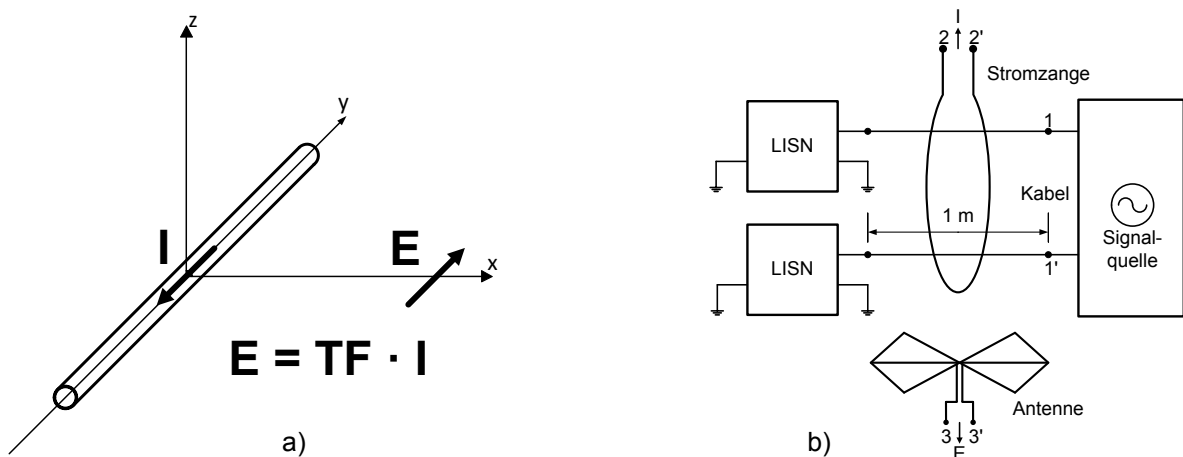 z
y
I
E
x
E = TF · I
a)
I
2 2'
Stromzange
LISN
1
Kabel
1 m
Signal-
quelle
LISN
1'
Antenne
3 3'
E
b)